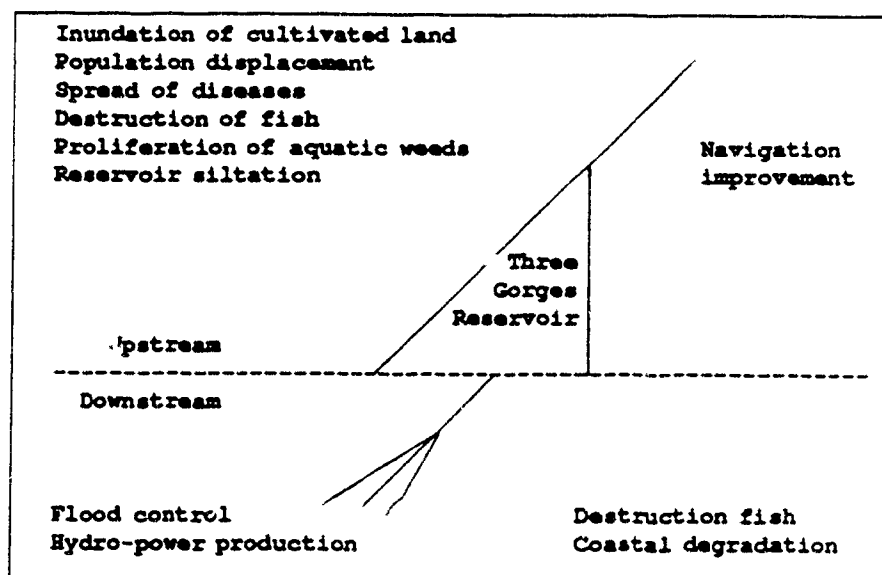 Inundation of cultivated land
Population displacement
Spread of diseases
Destruction of fish
Proliferation of aquatic weeds
Reservoir siltation
Navigation
improvement
Three
Gorges
Reservoir
Upstream
Downstream
Flood control
Hydro-power production
Destruction fish
Coastal degradation